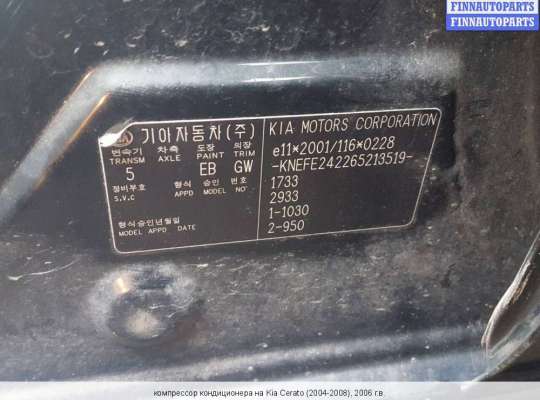 FINNAUTOPARTS
FINNAUTOPARTS
기아자동차(주)
변속기 차축 도장 의장
TRANSM AXLE PAINT TRIM
5 EB GW
정비부호 형식 승인 번호
S.V.C APPD MODEL NO'
형식승인년월일
MODEL APPD DATE
KIA MOTORS CORPORATION
e11*2001/116*0228
-KNEFE242265213519-
1733
2933
1-1030
2-950
компрессор кондиционера на Kia Cerato (2004-2008), 2006 г.в.